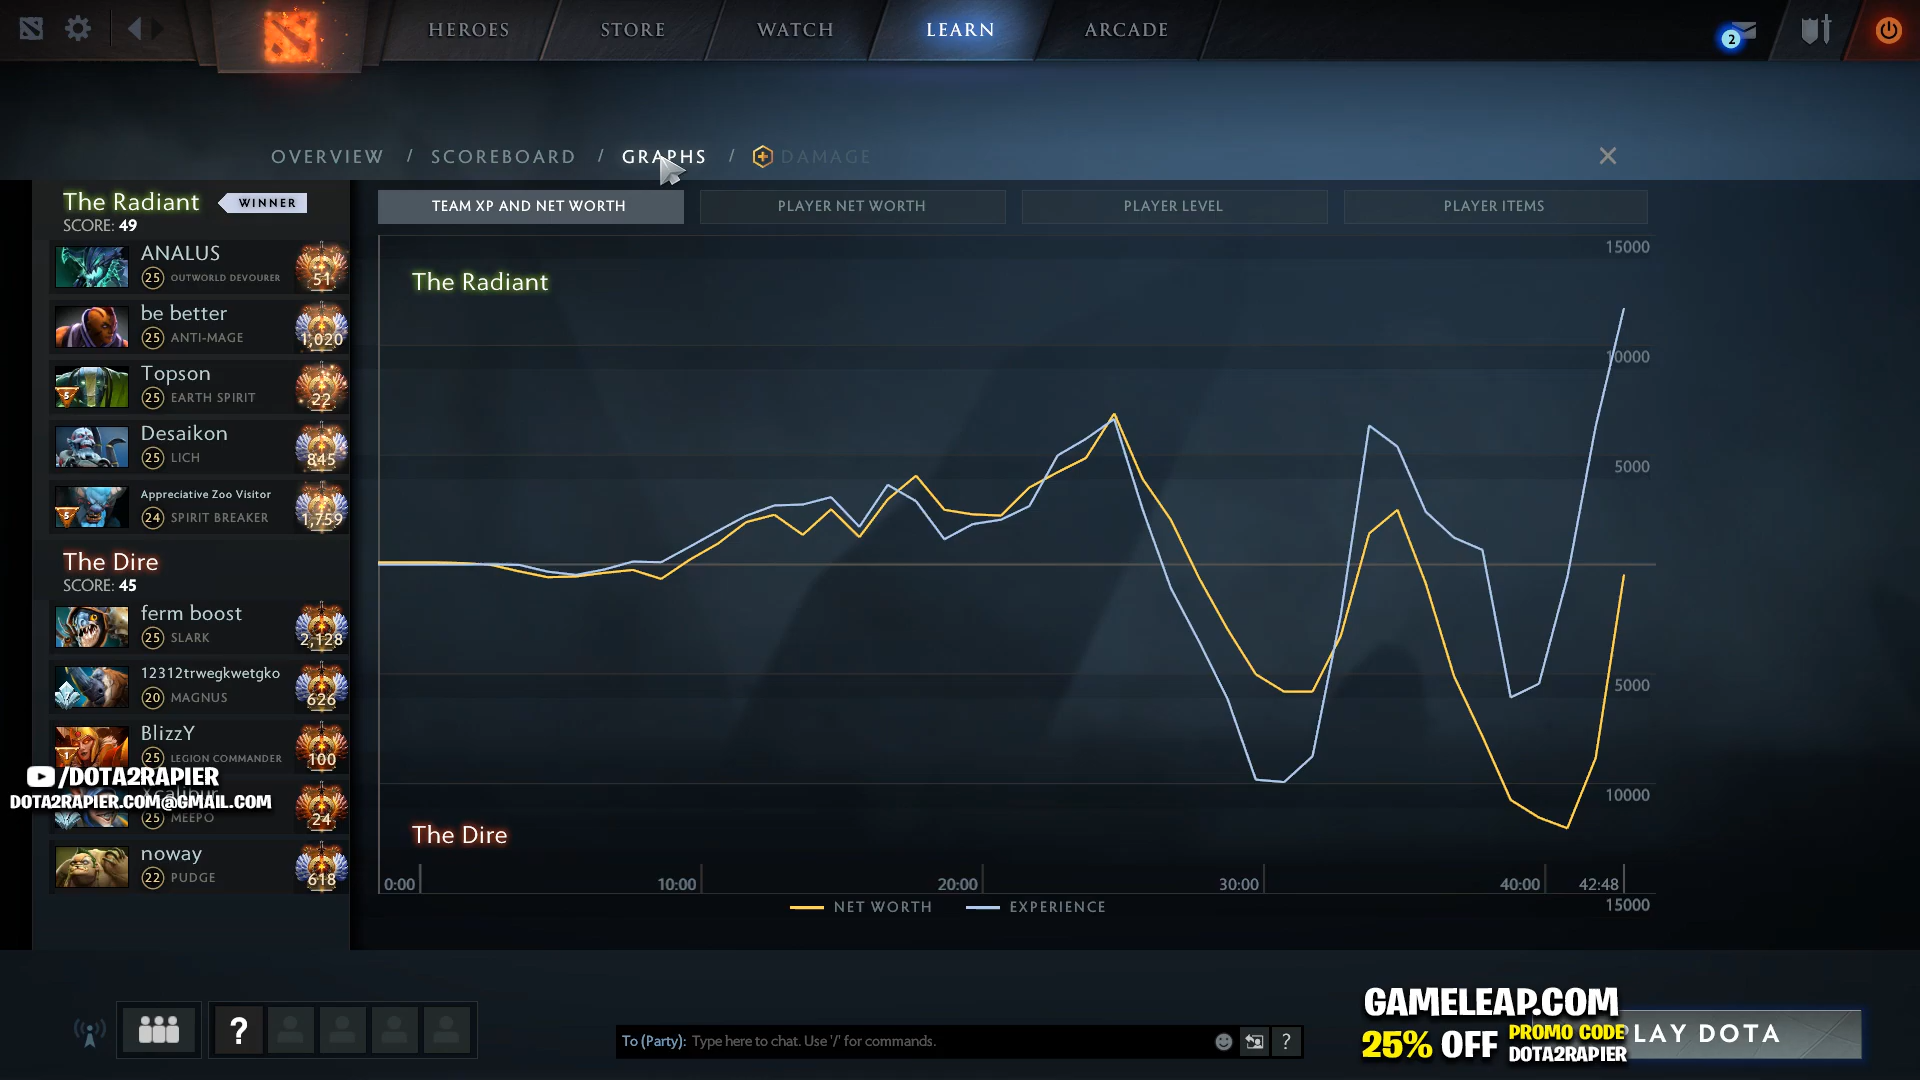 HEROES
STORE
WATCH
LEARN
ARCADE
2
OVERVIEW / SCOREBOARD / GRAPHS / DAMAGE
The Radiant WINNER
SCORE: 49
TEAM XP AND NET WORTH
PLAYER NET WORTH
PLAYER LEVEL
PLAYER ITEMS
ANALUS
25 OUTWORLD DEVOURER 51
be better
25 ANTI-MAGE 1,020
Topson
5 25 EARTH SPIRIT 22
Desaikon
25 LICH 845
Appreciative Zoo Visitor
5 24 SPIRIT BREAKER 1,759
The Dire
SCORE: 45
ferm boost
25 SLARK 2,128
12312trwegkwetgko
20 MAGNUS 626
BlizzY
1 25 LEGION COMMANDER 100
/DOTA2RAPIER
DOTA2RAPIER.COM@GMAIL.COM
25 MEEPO 24
noway
22 PUDGE 618
The Radiant
15000
10000
5000
5000
10000
15000
The Dire
0:00
10:00
20:00
30:00
40:00
42:48
NET WORTH
EXPERIENCE
?
To (Party): Type here to chat. Use '/' for commands.
?
GAMELEAP.COM
25% OFF PROMO CODE
DOTA2RAPIER
LAY DOTA